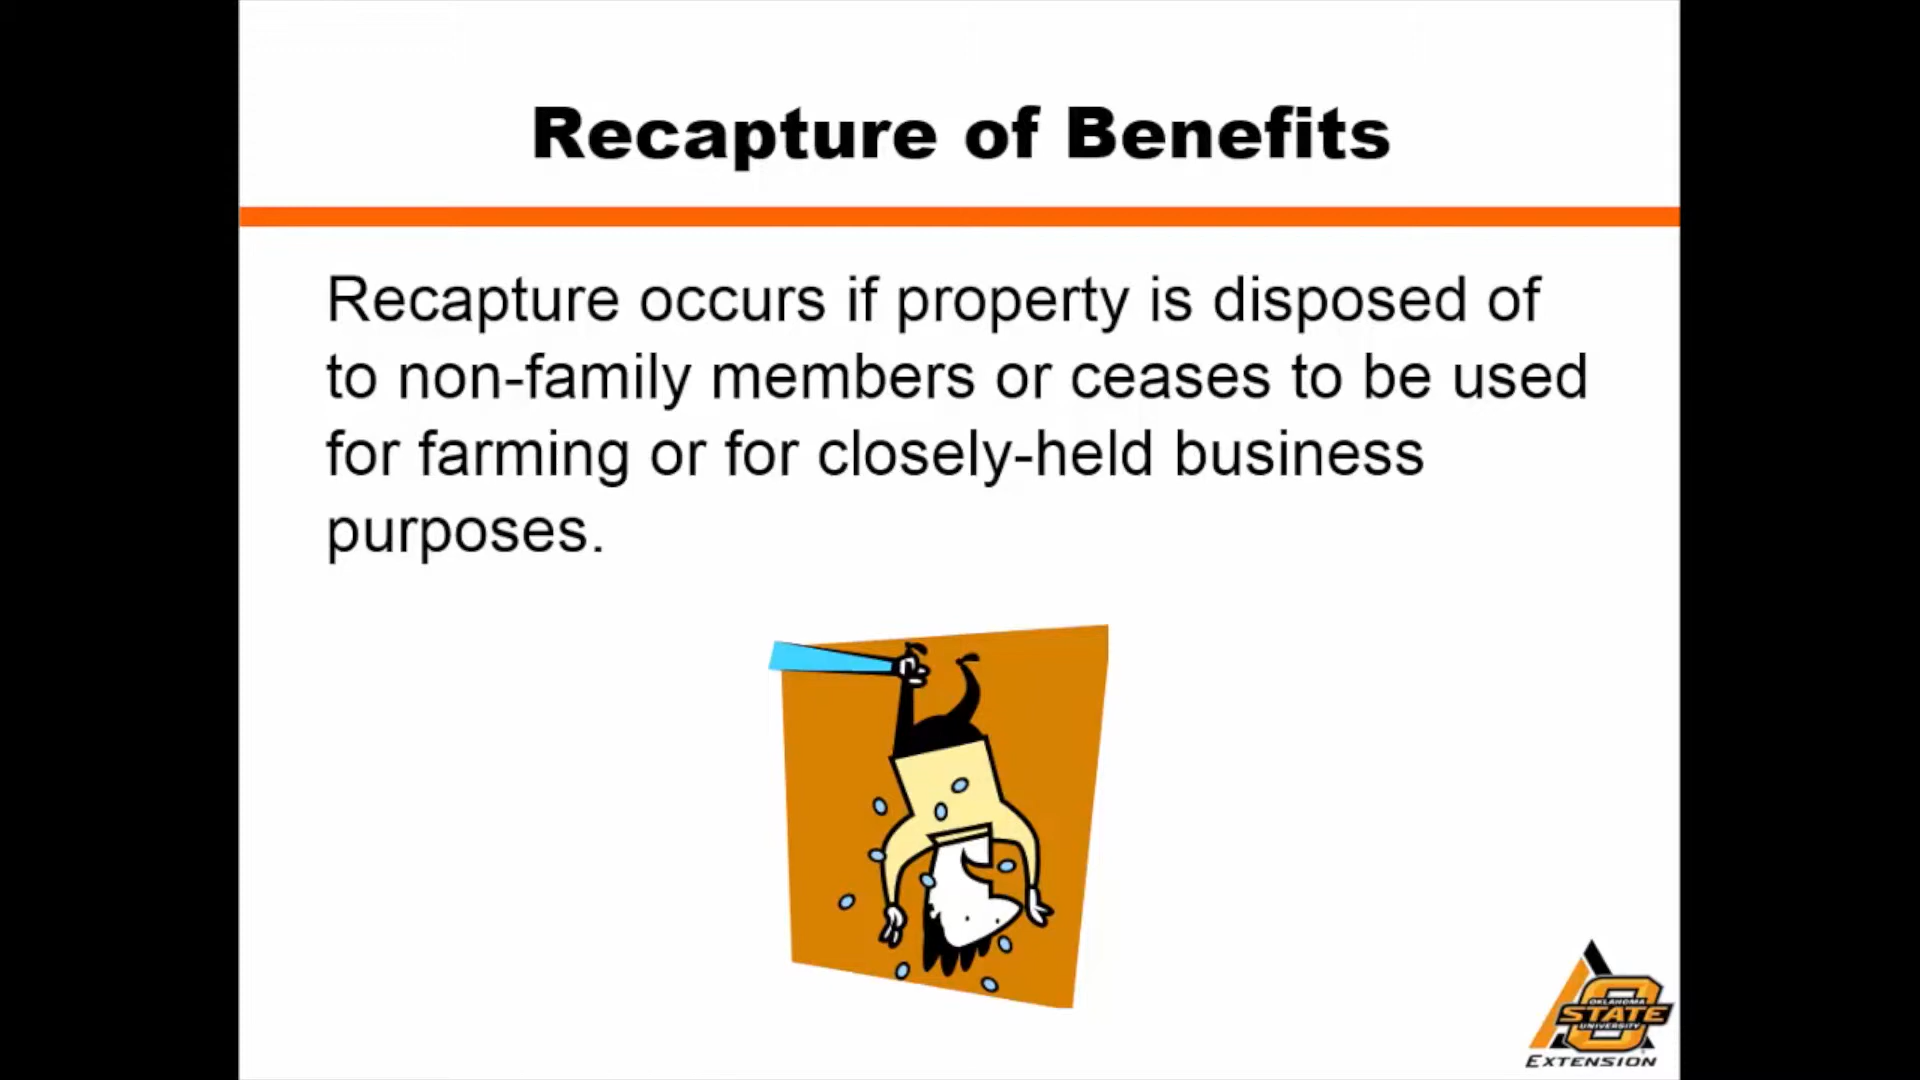 Recapture of Benefits
Recapture occurs if property is disposed of
to non-family members or ceases to be used
for farming or for closely-held business
purposes.
OKLAHOMA
STATE
UNIVERSITY
EXTENSION